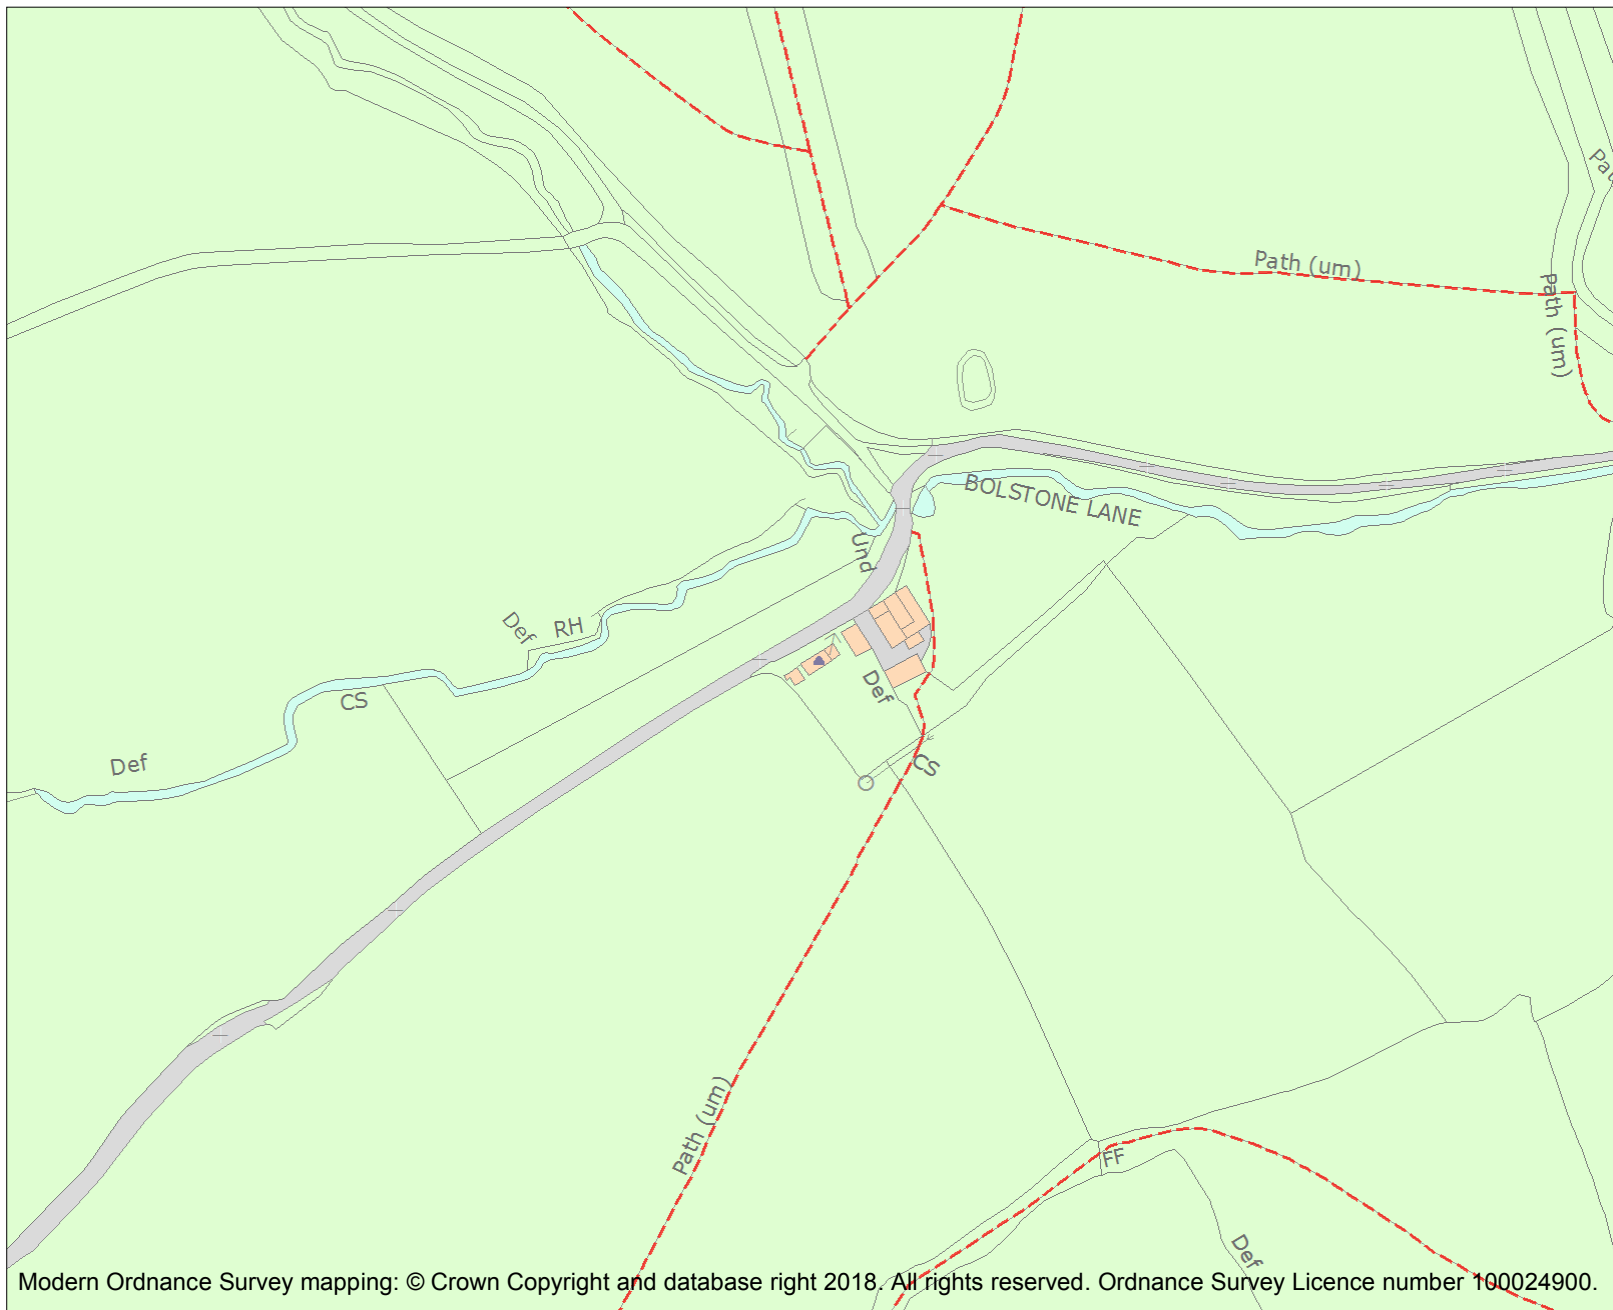 Pat
Path (um)
Path (um)
BOLSTONE LANE
Und
Def
RH
Def
CS
Def
CS
Path (um)
FF
Def
Modern Ordnance Survey mapping: © Crown Copyright and database right 2018. All rights reserved. Ordnance Survey Licence number 100024900.